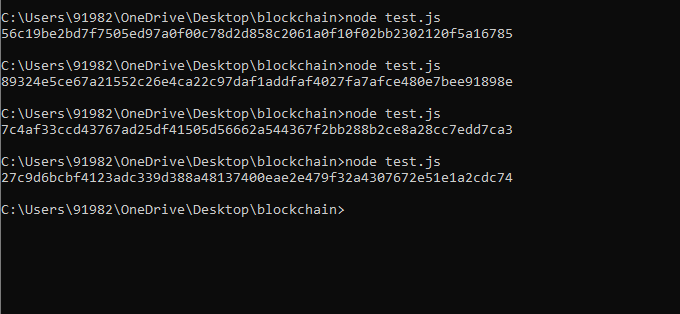 C:\Users\91982\OneDrive\Desktop\blockchain>node test.js
56c19be2bd7f7505ed97a0f00c78d2d858c2061a0f10f02bb2302120f5a16785
C:\Users\91982\OneDrive\Desktop\blockchain>node test.js
89324e5ce67a21552c26e4ca22c97daf1addfaf4027fa7afce480e7bee91898e
C:\Users\91982\OneDrive\Desktop\blockchain>node test.js
7c4af33ccd43767ad25df41505d56662a544367f2bb288b2ce8a28cc7edd7ca3
C:\Users\91982\OneDrive\Desktop\blockchain>node test.js
27c9d6bcbf4123adc339d388a48137400eae2e479f32a4307672e51e1a2cdc74
C:\Users\91982\OneDrive\Desktop\blockchain>